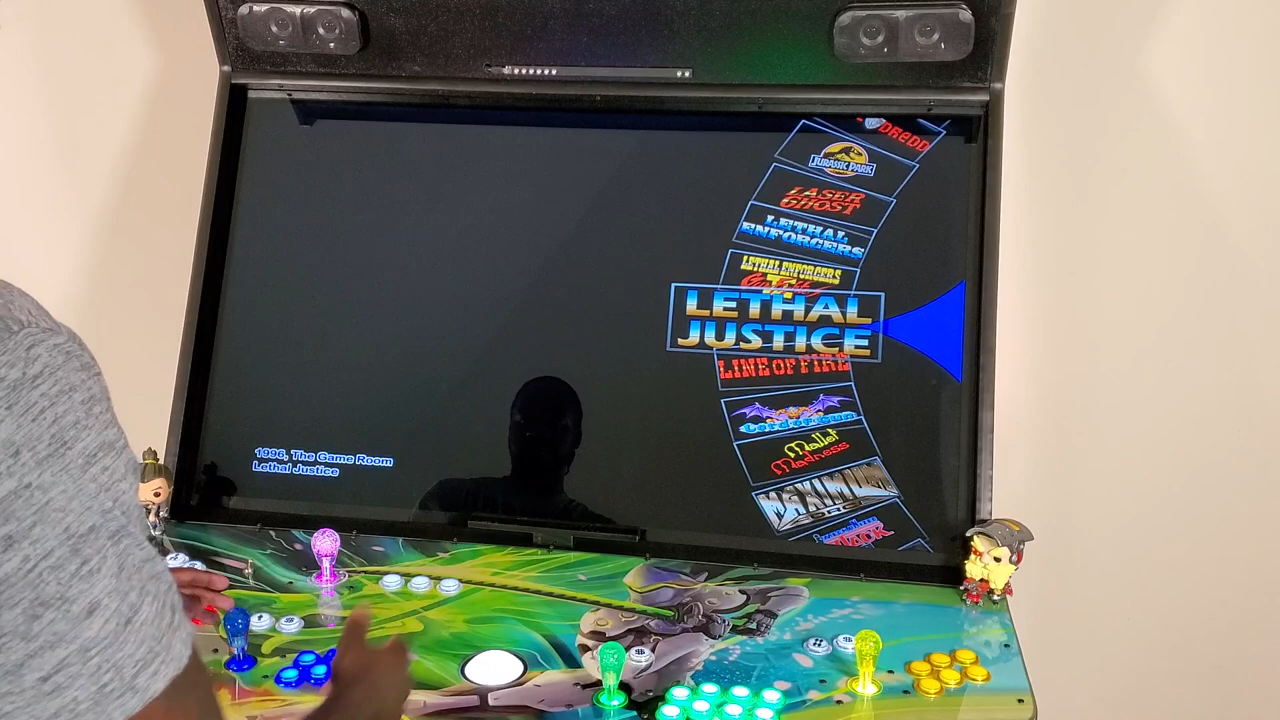 DREDD
JURASSIC PARK
LASER
GHOST
LETHAL
ENFORCERS
LETHAL ENFORCERS
II
LETHAL
JUSTICE
LINE OF FIRE
Mallet
Madness
MAXIMUM
FORCE
1996, The Game Room
Lethal Justice